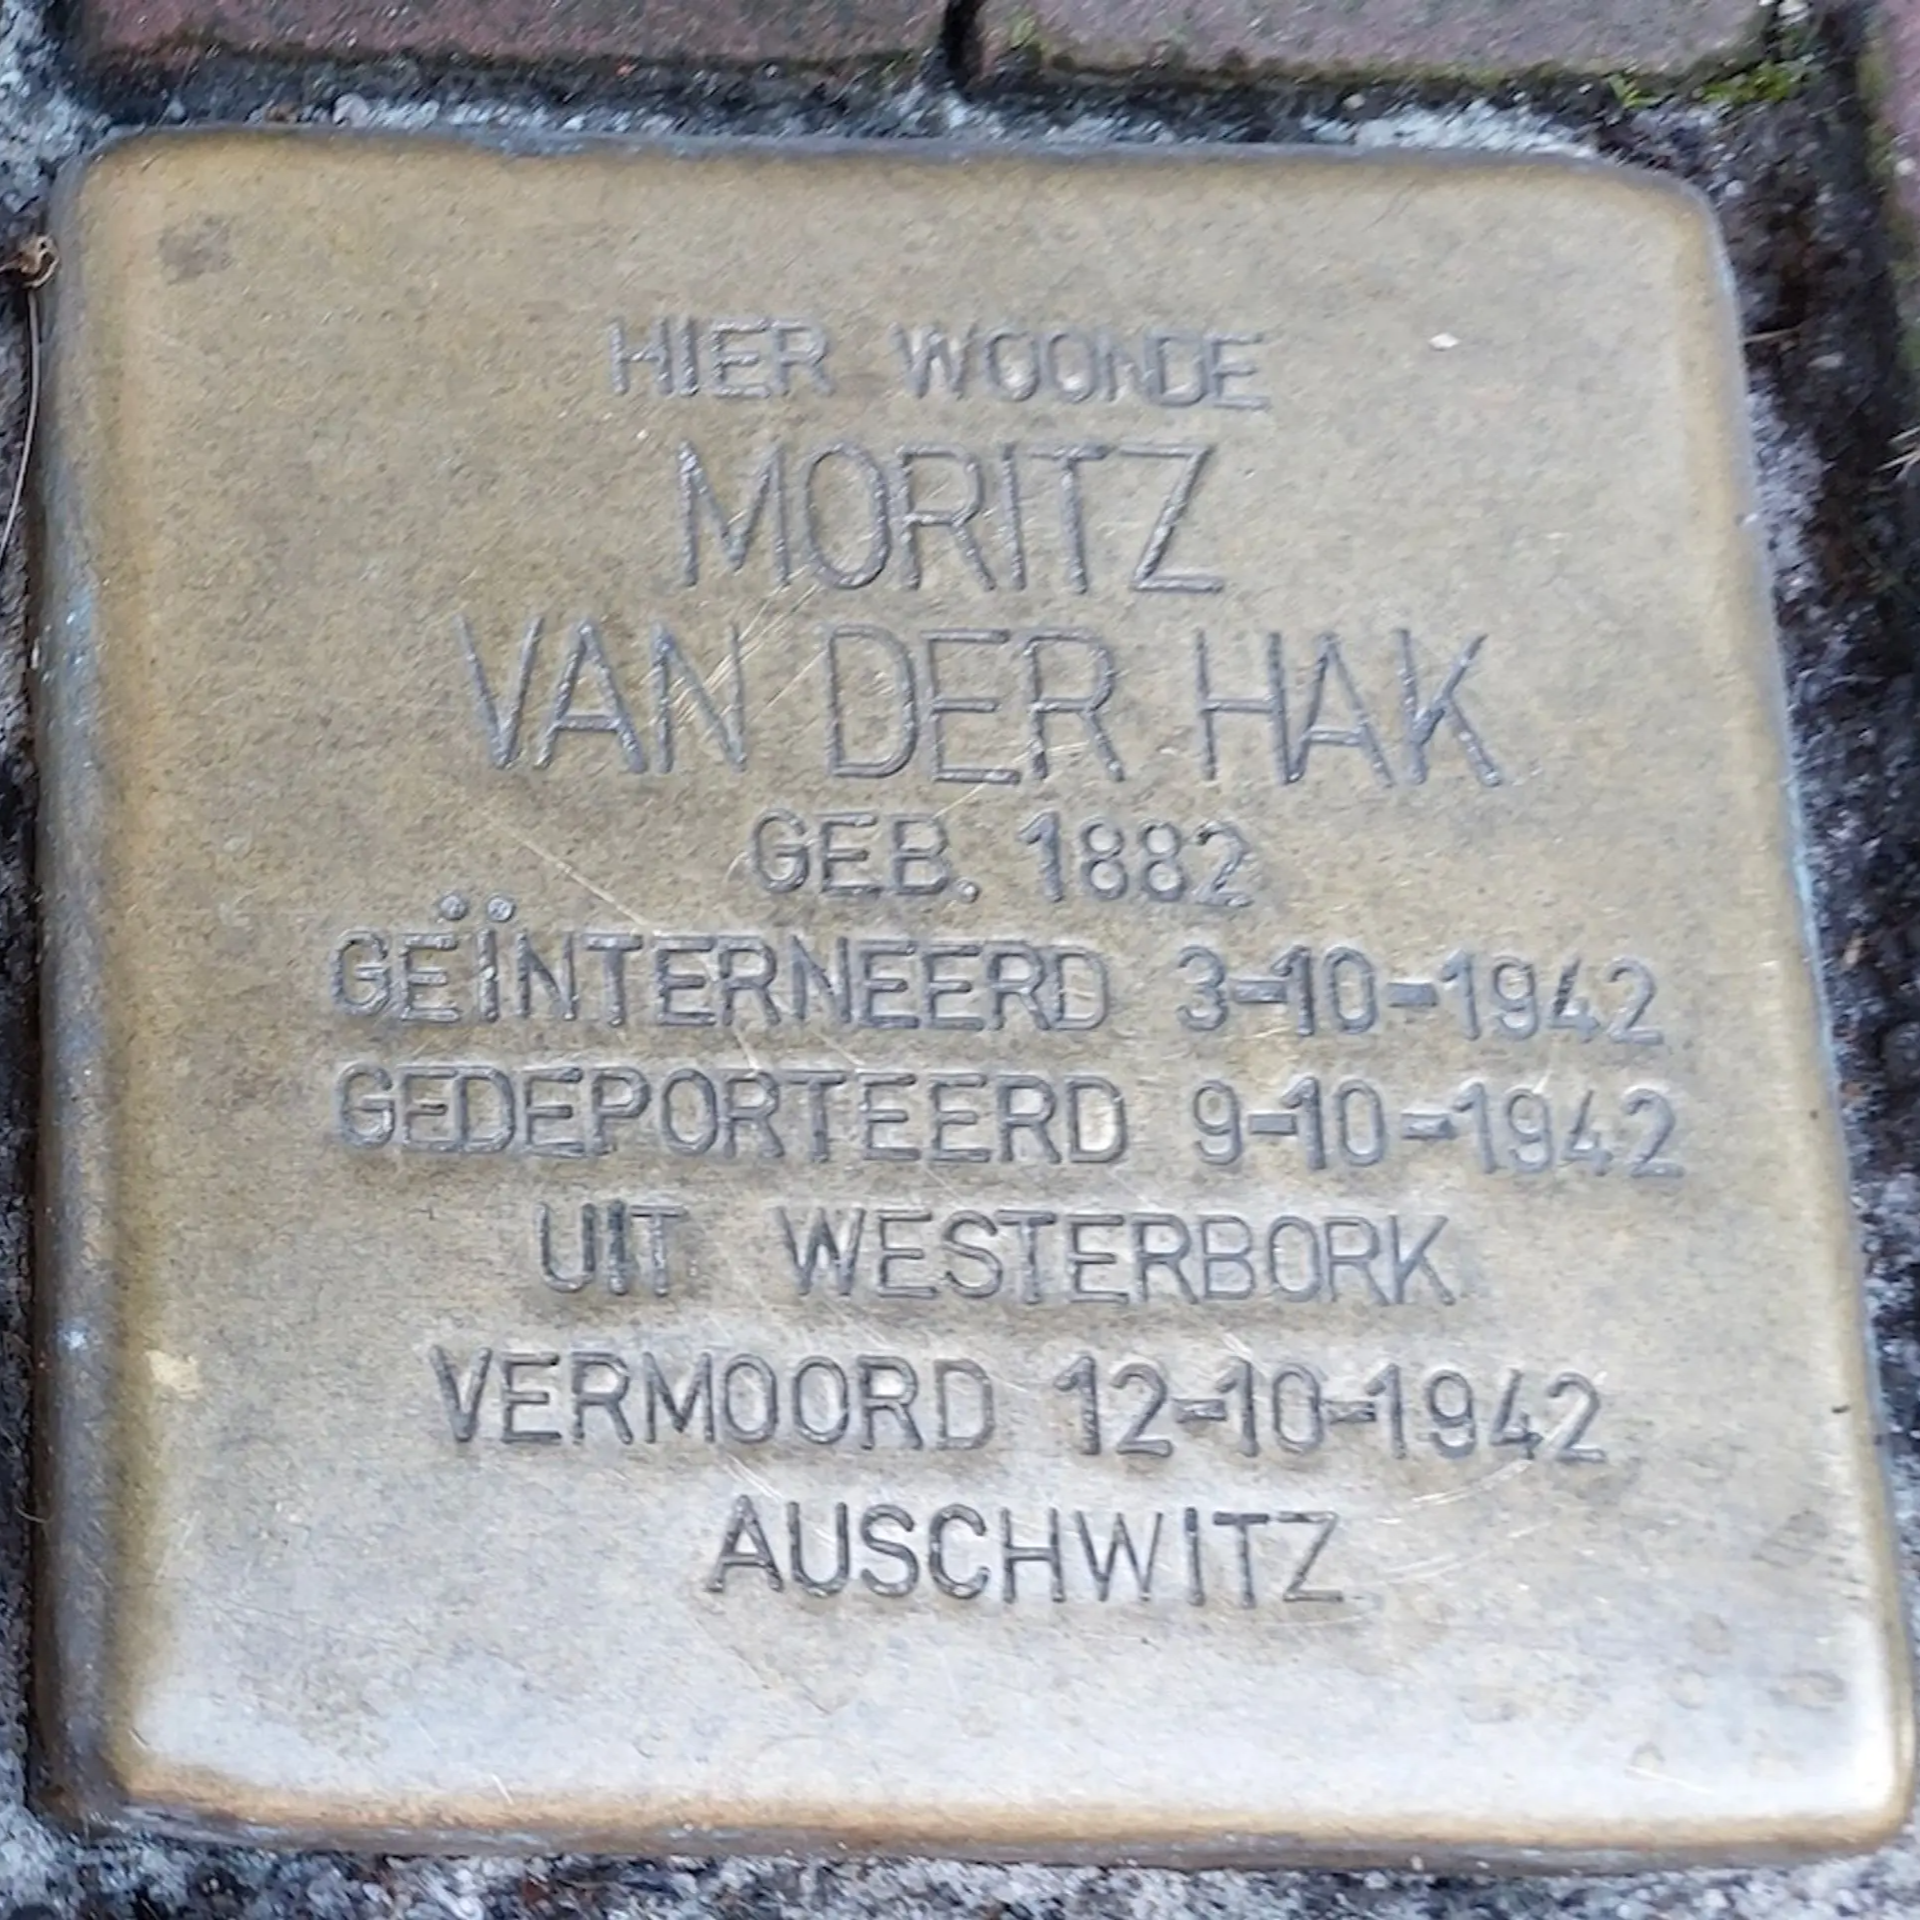 HIER WOONDE
MORITZ
VAN DER HAK
GEB. 1882
GEÏNTERNEERD 3-10-1942
GEDEPORTEERD 9-10-1942
UIT WESTERBORK
VERMOORD 12-10-1942
AUSCHWITZ